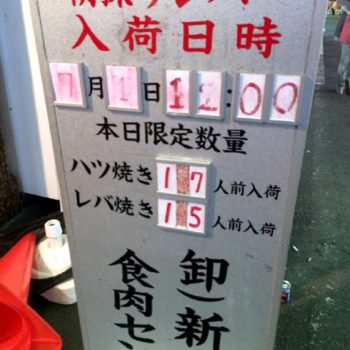 入荷日時
7月1日12:00
本日限定数量
ハツ焼き 17 人前入荷
レバ焼き 15 人前入荷
卸)新
食肉セン